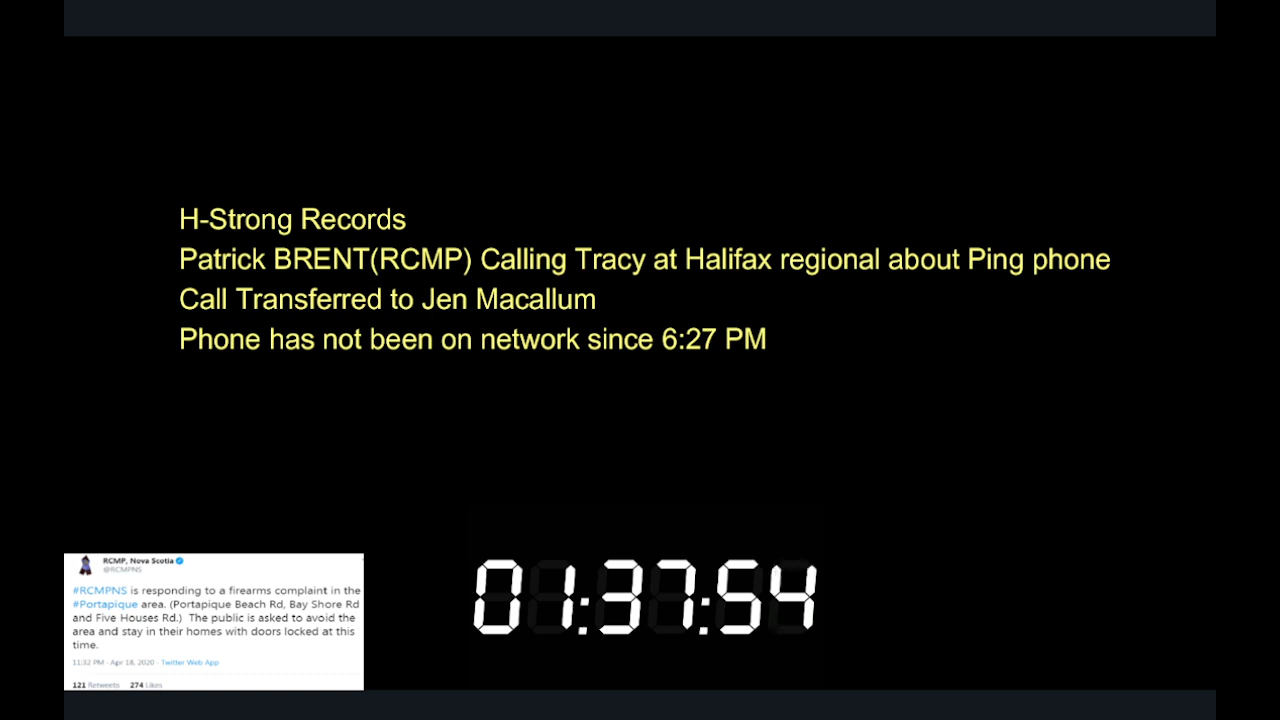 H-Strong Records
Patrick BRENT(RCMP) Calling Tracy at Halifax regional about Ping phone
Call Transferred to Jen Macallum
Phone has not been on network since 6:27 PM
RCMP, Nova Scotia
@RCMPNS
#RCMPNS is responding to a firearms complaint in the
#Portapique area. (Portapique Beach Rd, Bay Shore Rd
and Five Houses Rd.) The public is asked to avoid the
area and stay in their homes with doors locked at this
time.
11:32 PM - Apr 18, 2020 - Twitter Web App
121 Retweets 274 Likes
01:37:54